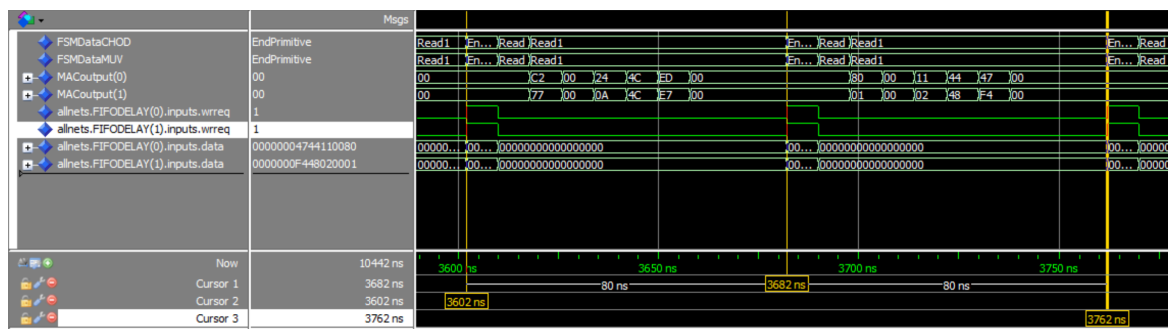 Msgs
FSMDataCHOD EndPrimitive Read1 En... Read Read1 En... Read Read1 En... Read
FSMDataMUV EndPrimitive Read1 En... Read Read1 En... Read Read1 En... Read
MACoutput(0) 00 00 C2 00 24 4C ED 00 80 00 11 44 47 00
MACoutput(1) 00 00 77 00 0A 4C E7 00 01 00 02 48 F4 00
allnets.FIFODELAY(0).inputs.wrreq 1
allnets.FIFODELAY(1).inputs.wrreq 1
allnets.FIFODELAY(0).inputs.data 00000004744110080 00000... 00... 0000000000000000 00... 0000000000000000 00... 0000
allnets.FIFODELAY(1).inputs.data 0000000F448020001 00000... 00... 0000000000000000 00... 0000000000000000 00... 0000
Now 10442 ns 3600 ns 3650 ns 3700 ns 3750 ns
Cursor 1 3682 ns 80 ns 3682 ns 80 ns
Cursor 2 3602 ns 3602 ns
Cursor 3 3762 ns 3762 ns